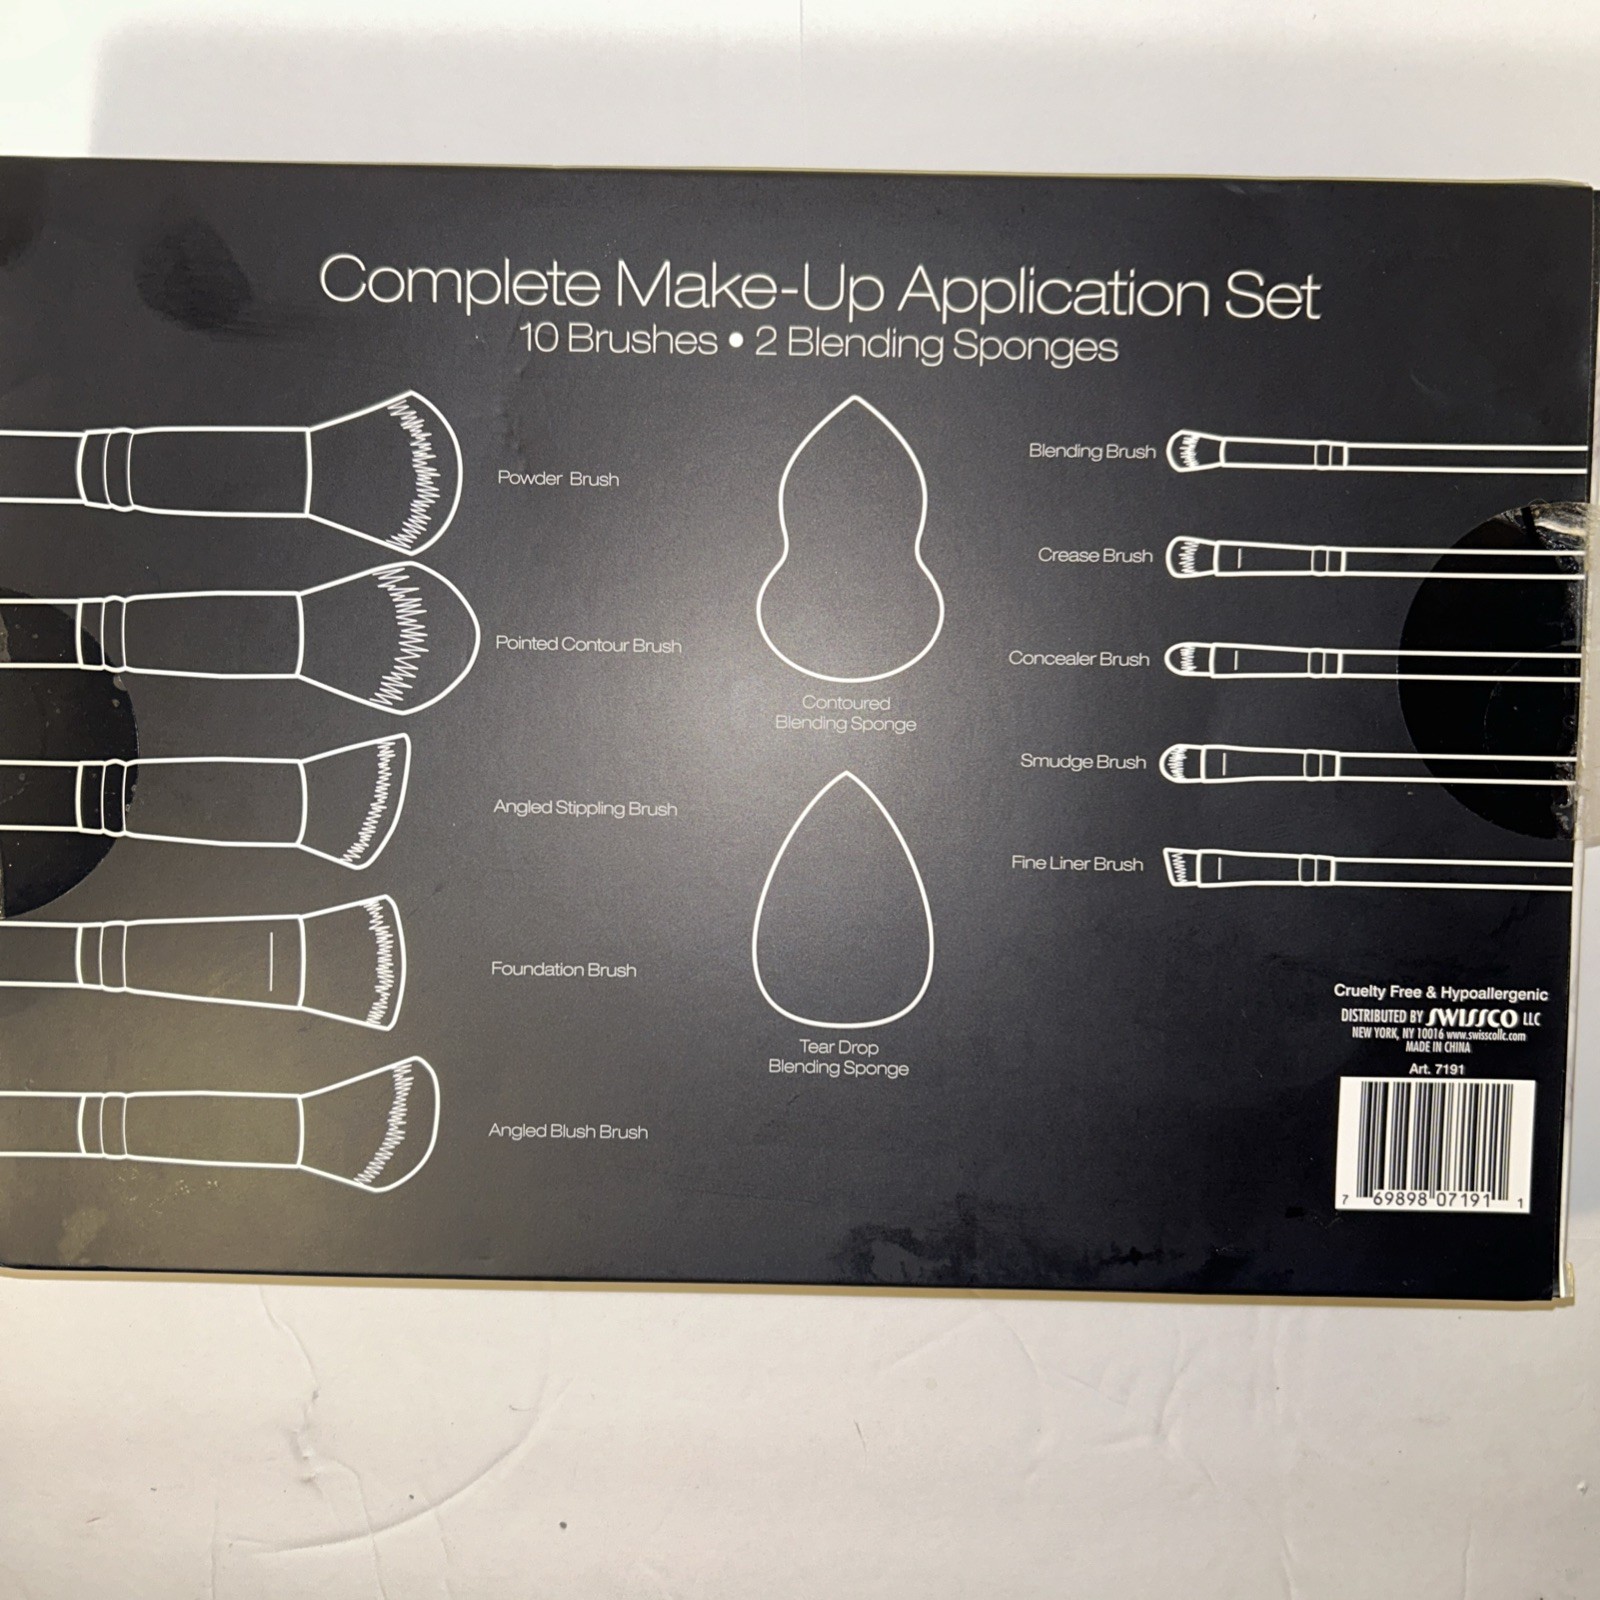 Complete Make-Up Application Set
10 Brushes • 2 Blending Sponges
Powder Brush
Pointed Contour Brush
Angled Stippling Brush
Foundation Brush
Angled Blush Brush
Contoured
Blending Sponge
Tear Drop
Blending Sponge
Blending Brush
Crease Brush
Concealer Brush
Smudge Brush
Fine Liner Brush
Cruelty Free & Hypoallergenic
DISTRIBUTED BY SWISSCO LLC
NEW YORK, NY 10016 www.swisscollc.com
MADE IN CHINA
Art. 7191
7 69898 07191 1